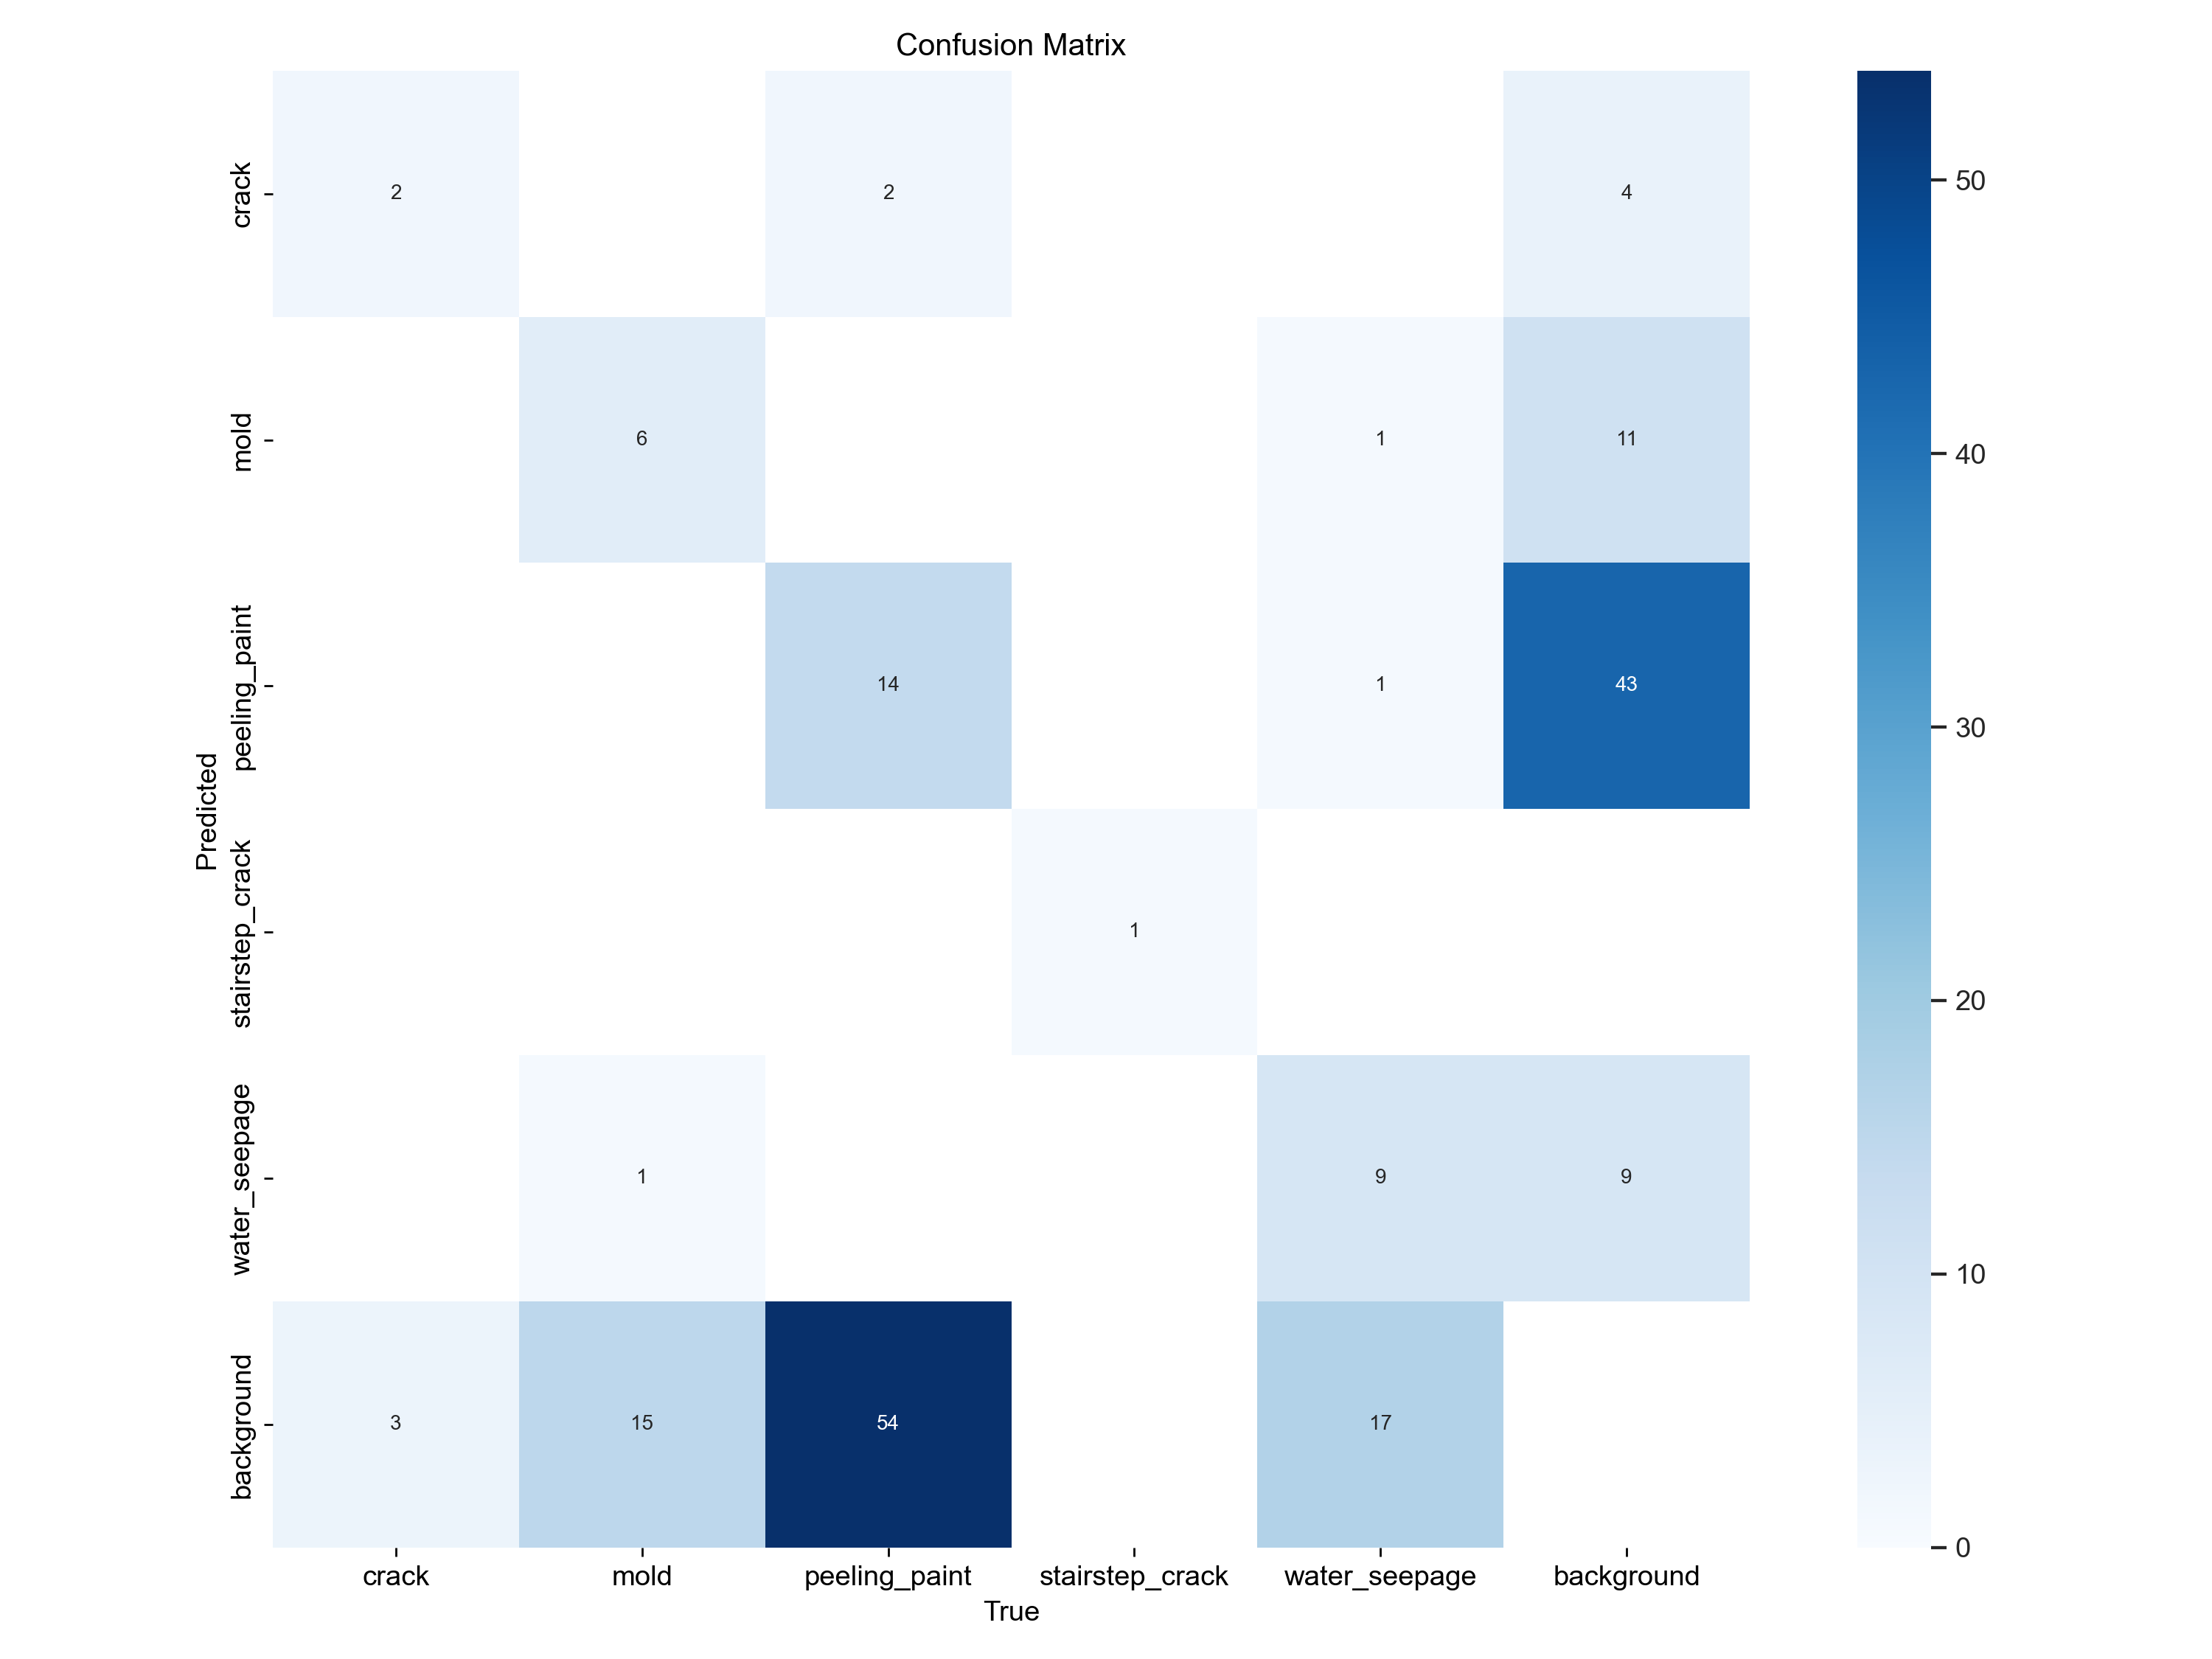 Confusion Matrix
crack
2
2
4
50
mold
6
1
11
40
peeling_paint
14
1
43
30
Predicted
stairstep_crack
1
20
water_seepage
1
9
9
10
background
3
15
54
17
0
crack
mold
peeling_paint
stairstep_crack
water_seepage
background
True